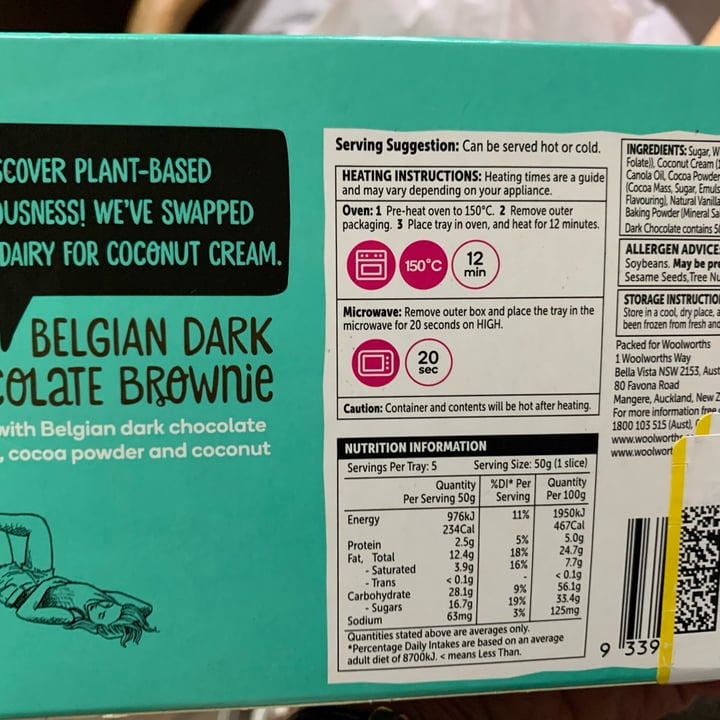 SCOVER PLANT-BASED
OUSNESS! WE'VE SWAPPED
DAIRY FOR COCONUT CREAM.
BELGIAN DARK
COLATE BROWNIE
with Belgian dark chocolate
, cocoa powder and coconut
Serving Suggestion: Can be served hot or cold.
HEATING INSTRUCTIONS: Heating times are a guide
and may vary depending on your appliance.
Oven: 1 Pre-heat oven to 150°C. 2 Remove outer
packaging. 3 Place tray in oven, and heat for 12 minutes.
150°C
12
min
Microwave: Remove outer box and place the tray in the
microwave for 20 seconds on HIGH.
20
sec
Caution: Container and contents will be hot after heating.
NUTRITION INFORMATION
Servings Per Tray: 5 Serving Size: 50g (1 slice)
Quantity %DI* Per Quantity
Per Serving 50g Serving Per 100g
Energy 976kJ 11% 1950kJ
234Cal 467Cal
Protein 2.5g 5% 5.0g
Fat, Total 12.4g 18% 24.7g
- Saturated 3.9g 16% 7.7g
- Trans < 0.1g - < 0.1g
Carbohydrate 28.1g 9% 56.1g
- Sugars 16.7g 19% 33.4g
Sodium 63mg 3% 125mg
Quantities stated above are averages only.
*Percentage Daily Intakes are based on an average
adult diet of 8700kJ. < means Less Than.
INGREDIENTS: Sugar, W
Folate)), Coconut Cream (1
Canola Oil, Cocoa Powder
(Cocoa Mass, Sugar, Emuls
Flavouring), Natural Vanilla
Baking Powder (Mineral Sa
Dark Chocolate contains 5
ALLERGEN ADVICE:
Soybeans. May be pre
Sesame Seeds, Tree Nu
STORAGE INSTRUCTIO
Store in a cool, dry place, a
been frozen from fresh and
Packed for Woolworths
1 Woolworths Way
Bella Vista NSW 2153, Aust
80 Favona Road
Mangere, Auckland, New Z
For more information free
1800 103 515 (Aust),
www.woolworth
www.woolwort
9 339